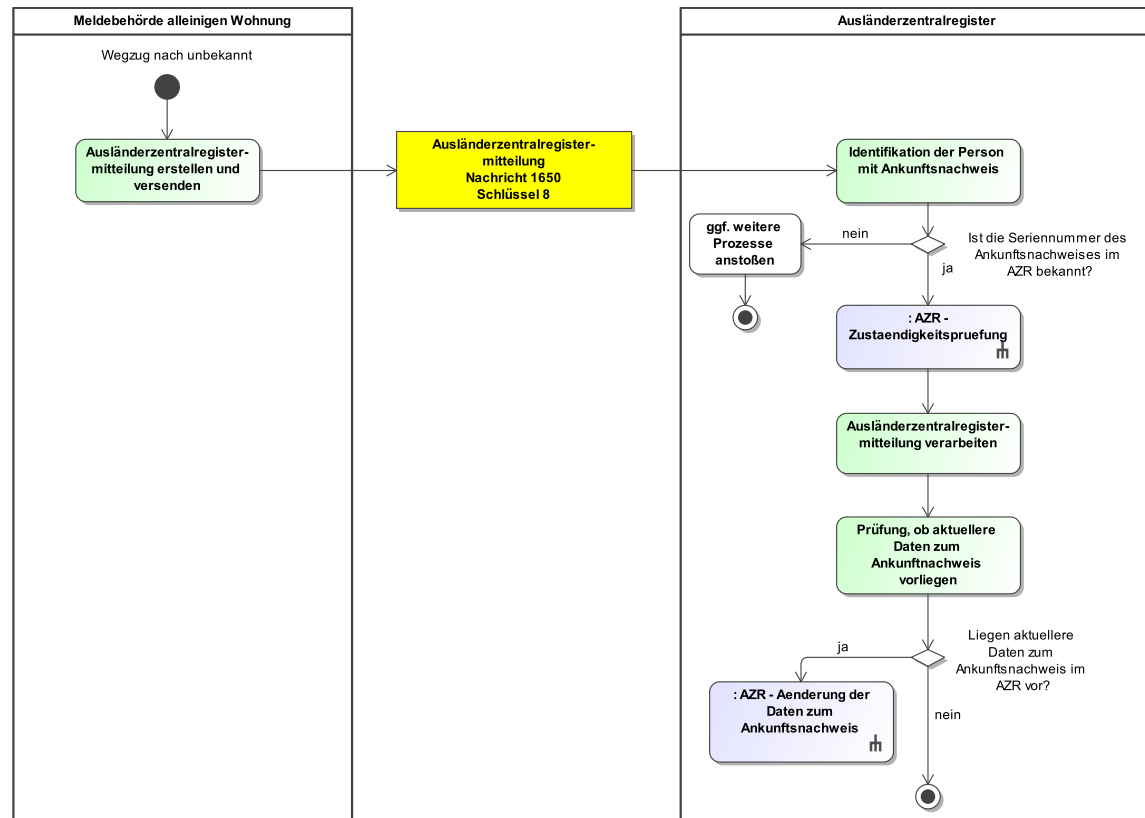 Meldebehörde alleinigen Wohnung
Wegzug nach unbekannt
Ausländerzentralregister-
mitteilung erstellen und
versenden
Ausländerzentralregister-
mitteilung
Nachricht 1650
Schlüssel 8
Ausländerzentralregister
Identifikation der Person
mit Ankunftsnachweis
Ist die Seriennummer des
Ankunftsnachweises im
AZR bekannt?
nein
ggf. weitere
Prozesse
anstoßen
ja
: AZR -
Zustaendigkeitspruefung
Ausländerzentralregister-
mitteilung verarbeiten
Prüfung, ob aktuellere
Daten zum
Ankunftnachweis
vorliegen
Liegen aktuellere
Daten zum
Ankunftsnachweis im
AZR vor?
ja
: AZR - Aenderung der
Daten zum
Ankunftsnachweis
nein